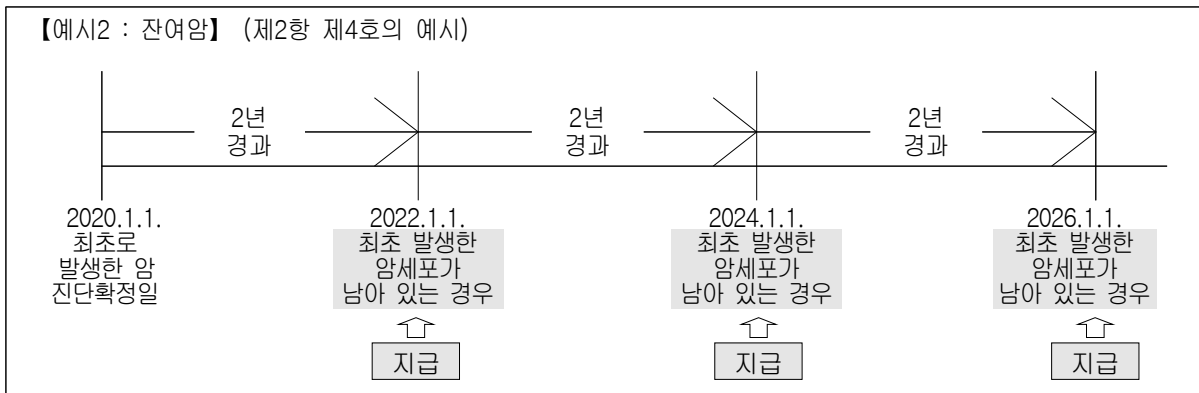 【예시2 : 잔여암】 (제2항 제4호의 예시)
2년
경과
2년
경과
2년
경과
2020.1.1.
최초로
발생한 암
진단확정일
2022.1.1.
최초 발생한
암세포가
남아 있는 경우
지급
2024.1.1.
최초 발생한
암세포가
남아 있는 경우
지급
2026.1.1.
최초 발생한
암세포가
남아 있는 경우
지급